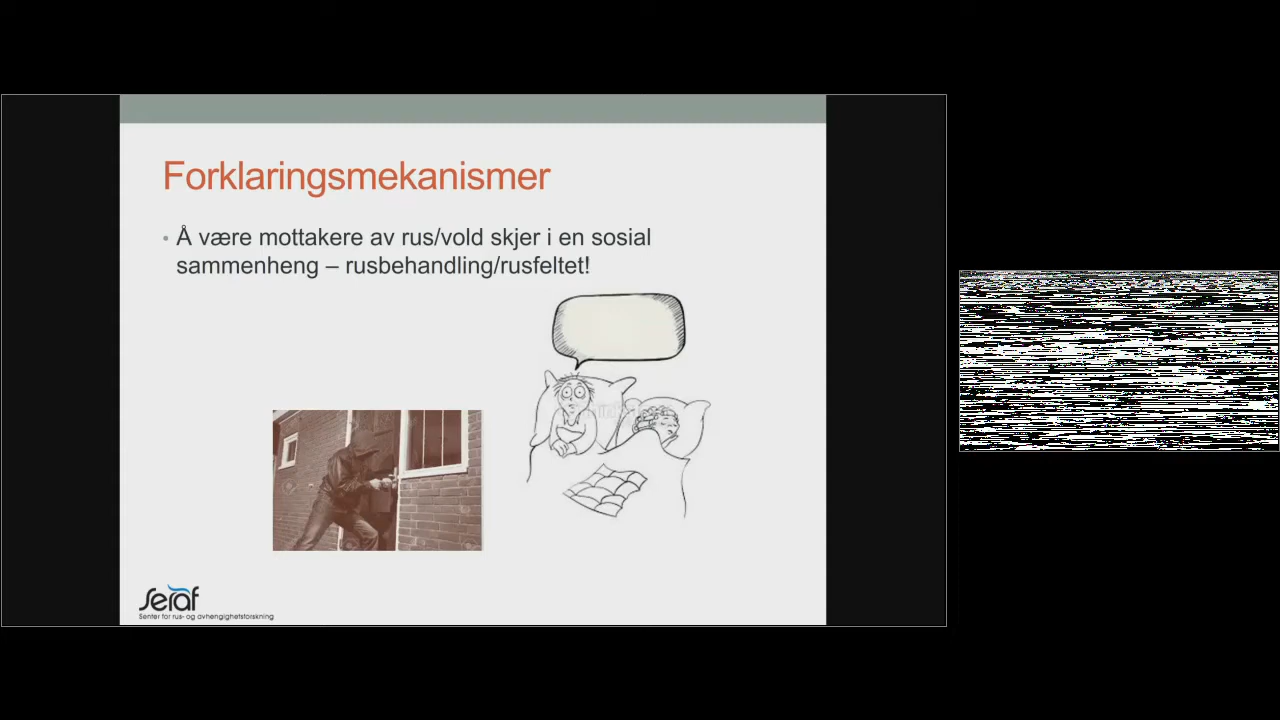 Forklaringsmekanismer
• Å være mottakere av rus/vold skjer i en sosial
sammenheng – rusbehandling/rusfeltet!
seraf
Senter for rus- og avhengighetsforskning